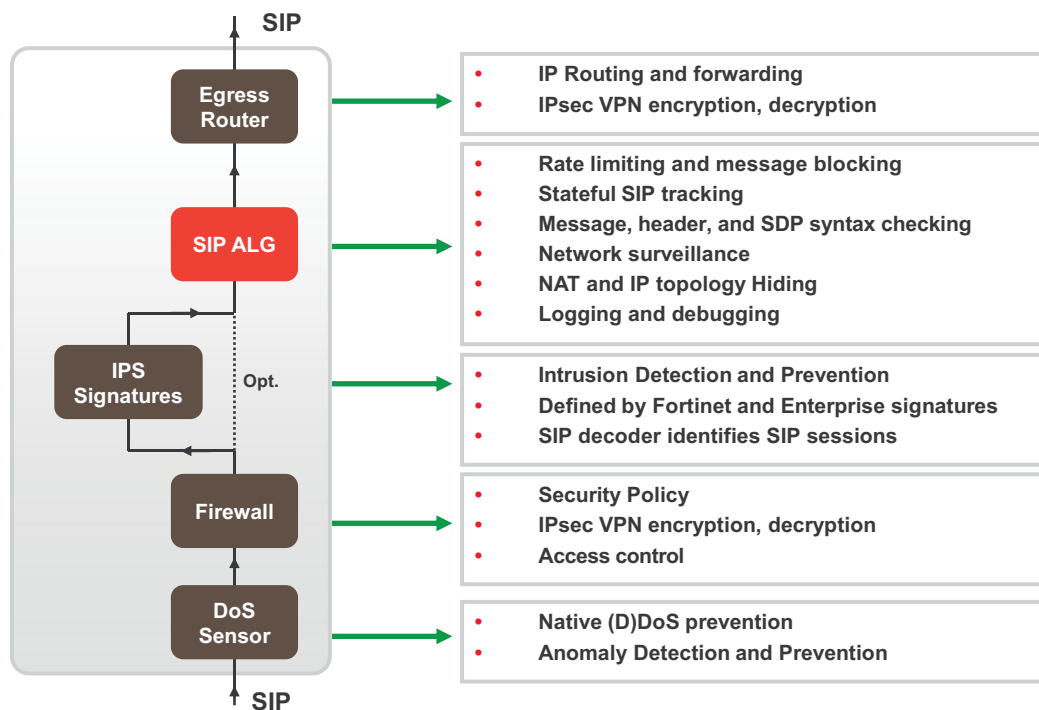 SIP
Egress
Router
• IP Routing and forwarding
• IPsec VPN encryption, decryption
SIP ALG
• Rate limiting and message blocking
• Stateful SIP tracking
• Message, header, and SDP syntax checking
• Network surveillance
• NAT and IP topology Hiding
• Logging and debugging
IPS
Signatures
Opt.
• Intrusion Detection and Prevention
• Defined by Fortinet and Enterprise signatures
• SIP decoder identifies SIP sessions
Firewall
• Security Policy
• IPsec VPN encryption, decryption
• Access control
DoS
Sensor
• Native (D)DoS prevention
• Anomaly Detection and Prevention
SIP